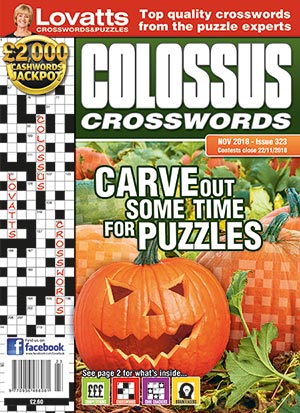 Lovatts
CROSSWORDS&PUZZLES
Top quality crosswords
from the puzzle experts
£2,000
CASHWORDS
JACKPOT
COLOSSUS
CROSSWORDS
NOV 2018 - Issue 323
Contests close 22/11/2018
COLOSSUS
LOVATTS
CROSSWORDS
CARVE OUT
SOME TIME
FOR PUZZLES
Find us on
facebook
See page 2 for what's inside...
£2.60